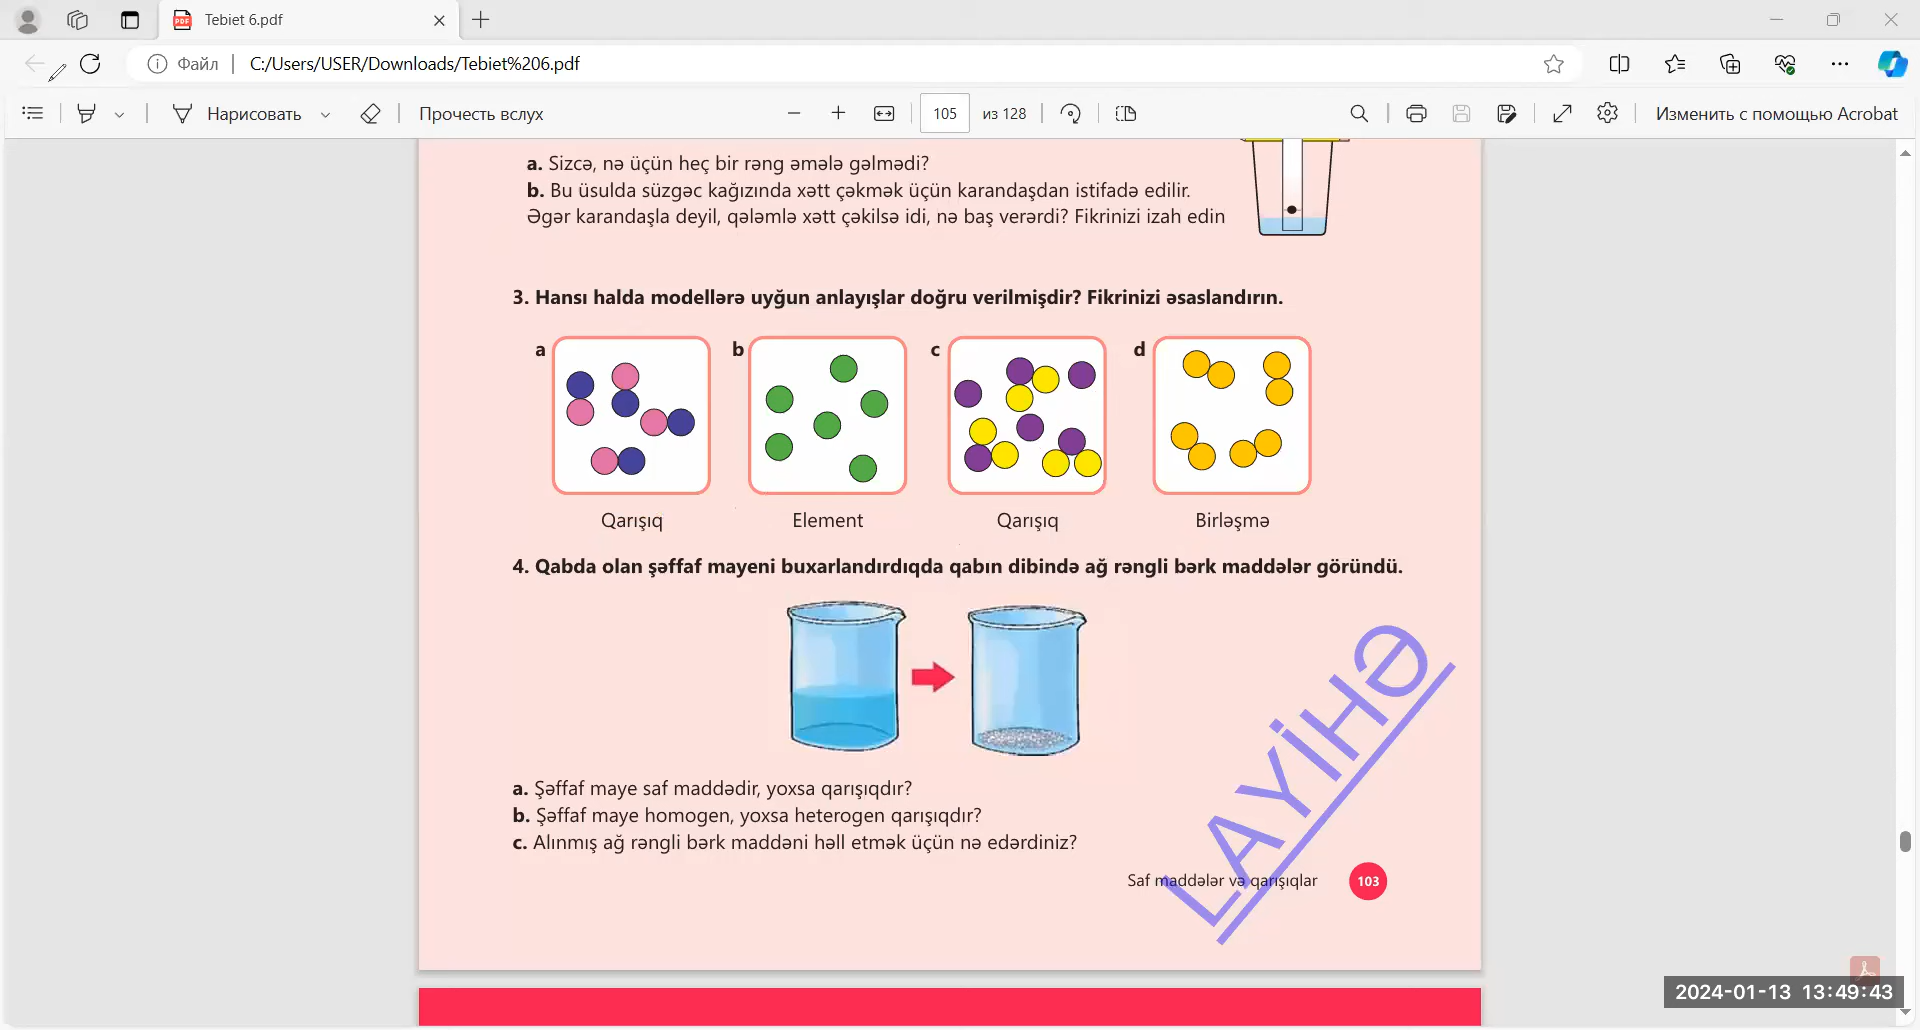 Tebiet 6.pdf
Файл
C:/Users/USER/Downloads/Tebiet%206.pdf
Нарисовать
Прочесть вслух
105
из 128
Изменить с помощью Acrobat
a. Sizcə, nə üçün heç bir rəng əmələ gəlmədi?
b. Bu üsulda süzgəc kağızında xətt çəkmək üçün karandaşdan istifadə edilir.
Əgər karandaşla deyil, qələmlə xətt çəkilsə idi, nə baş verərdi? Fikrinizi izah edin
3. Hansı halda modellərə uyğun anlayışlar doğru verilmişdir? Fikrinizi əsaslandırın.
a
b
c
d
Qarışıq
Element
Qarışıq
Birləşmə
4. Qabda olan şəffaf mayeni buxarlandırdıqda qabın dibində ağ rəngli bərk maddələr göründü.
a. Şəffaf maye saf maddədir, yoxsa qarışıqdır?
b. Şəffaf maye homogen, yoxsa heterogen qarışıqdır?
c. Alınmış ağ rəngli bərk maddəni həll etmək üçün nə edərdiniz?
LAYİHƏ
Saf maddələr və qarışıqlar
103
2024-01-13 13:49:43